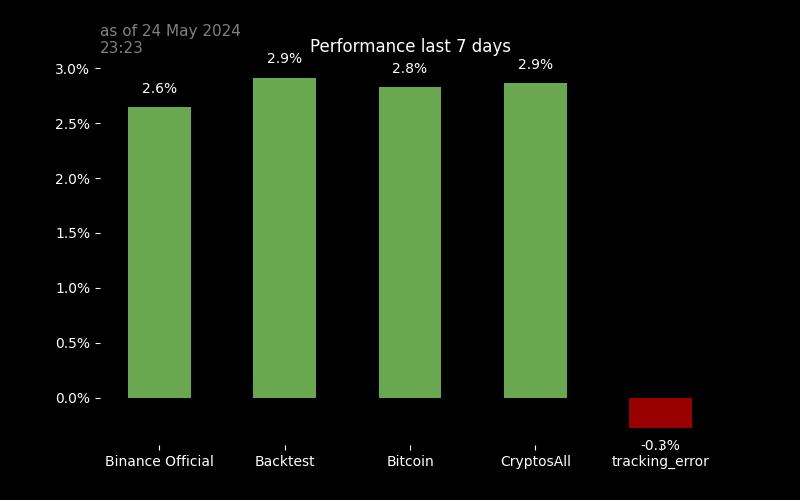 as of 24 May 2024
23:23
Performance last 7 days
3.0%
2.5%
2.0%
1.5%
1.0%
0.5%
0.0%
2.6%
2.9%
2.8%
2.9%
-0.3%
Binance Official
Backtest
Bitcoin
CryptosAll
tracking_error